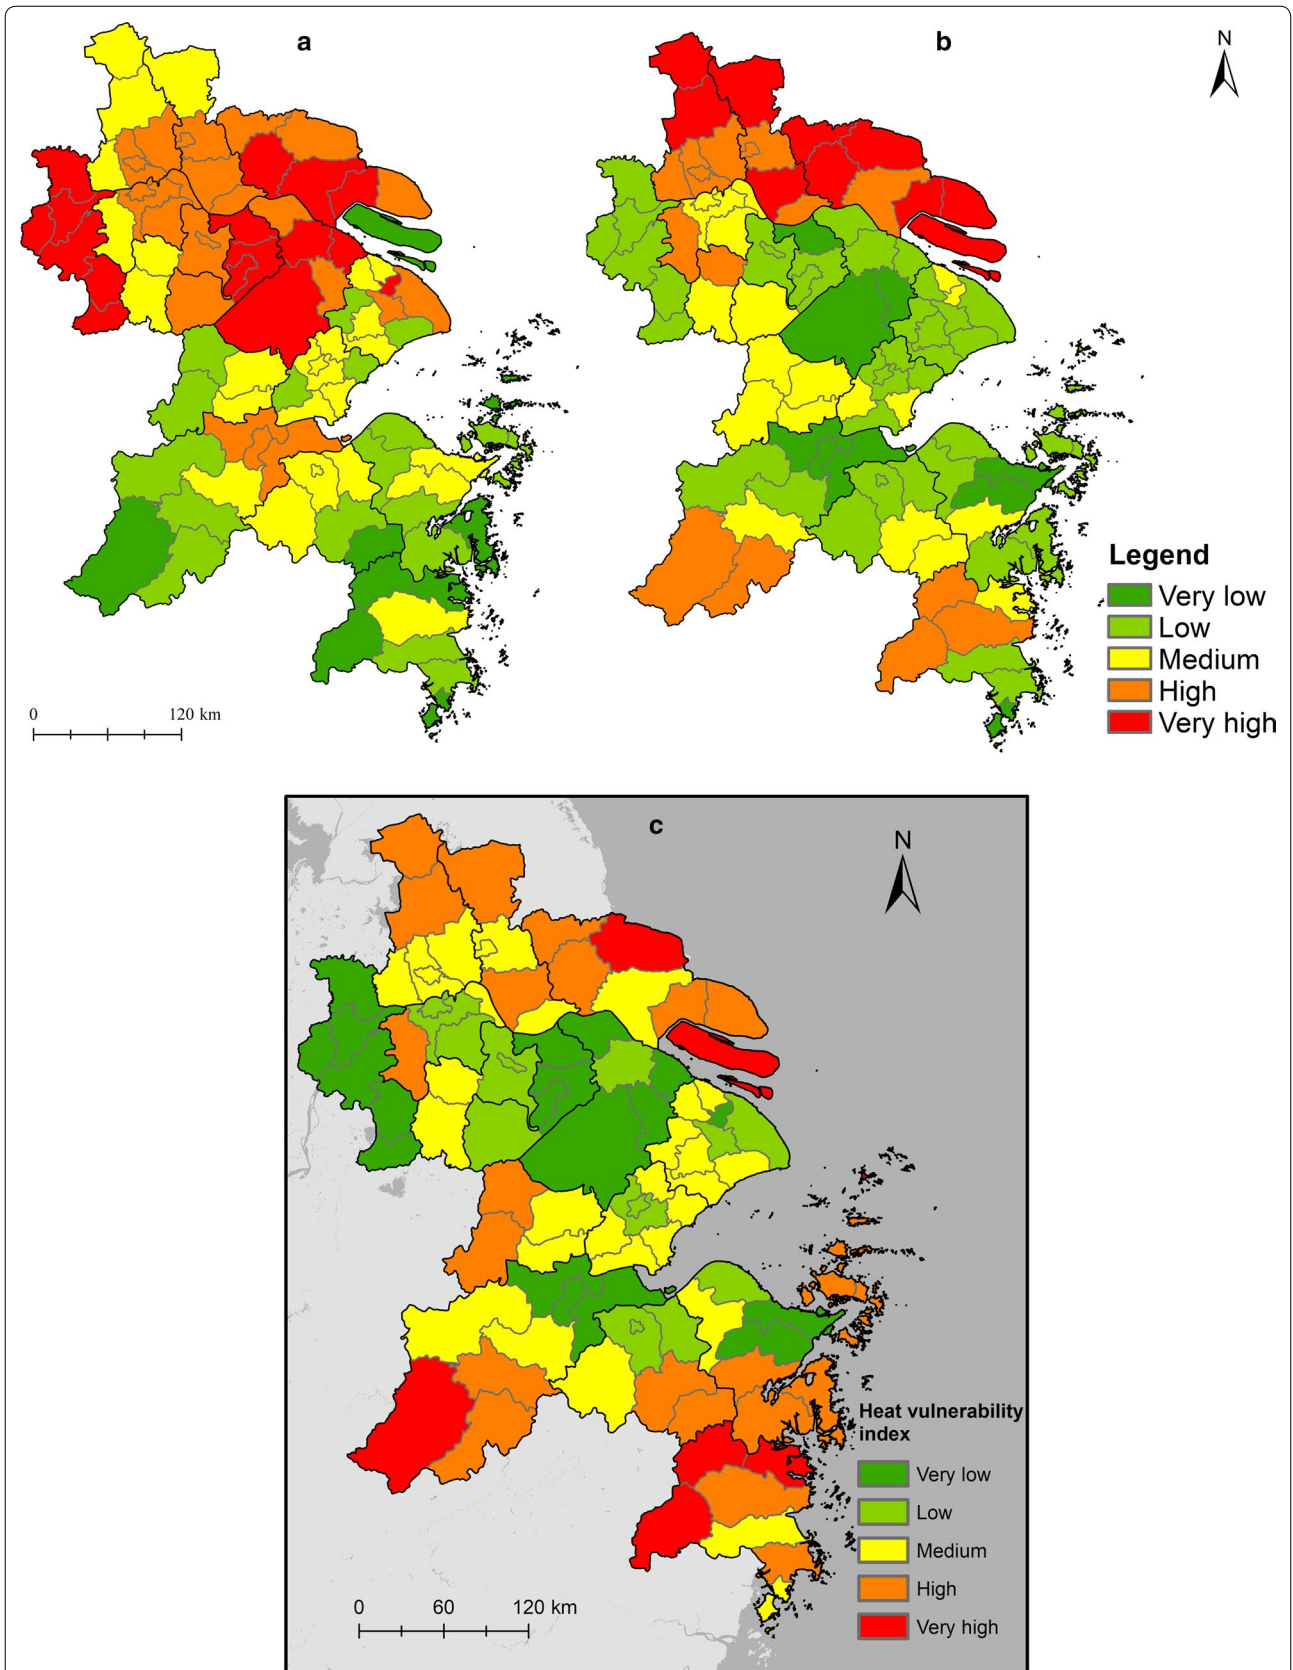 a
b
N
Legend
Very low
Low
Medium
High
Very high
0 120 km
c
N
Heat vulnerability
index
Very low
Low
Medium
High
Very high
0 60 120 km